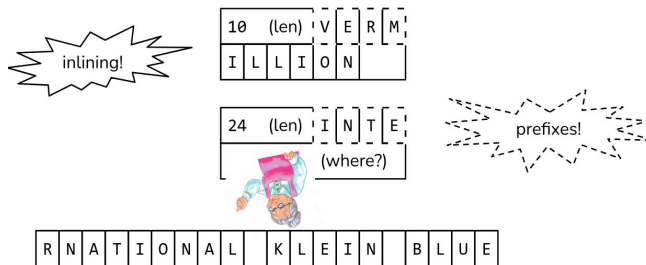 10 (len) V E R M
inlining!
I L L I O N
24 (len) I N T E
prefixes!
(where?)
R N A T I O N A L K L E I N B L U E